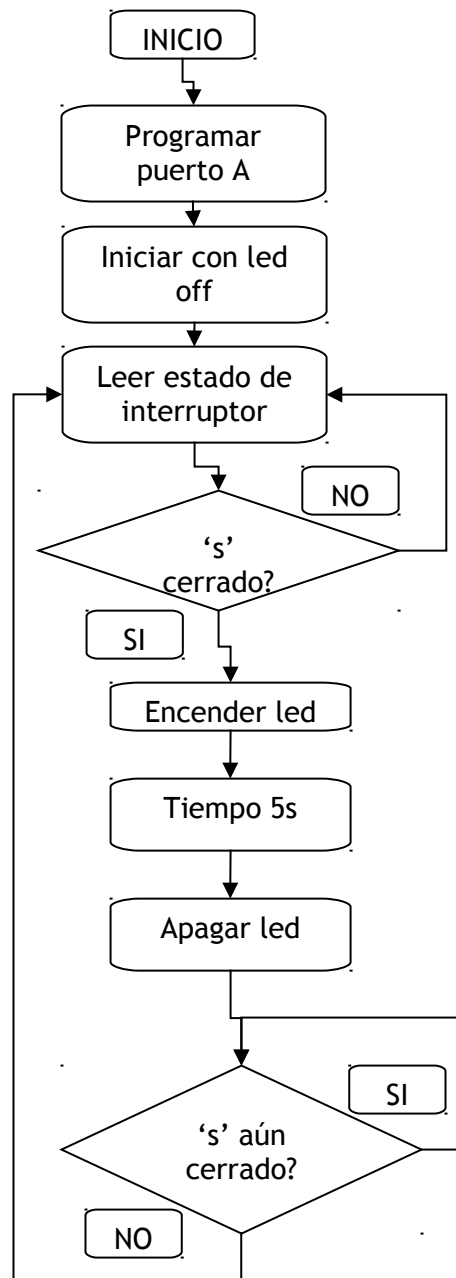 INICIO
Programar
puerto A
Iniciar con led
off
Leer estado de
interruptor
NO
‘s’
cerrado?
SI
Encender led
Tiempo 5s
Apagar led
SI
‘s’ aún
cerrado?
NO